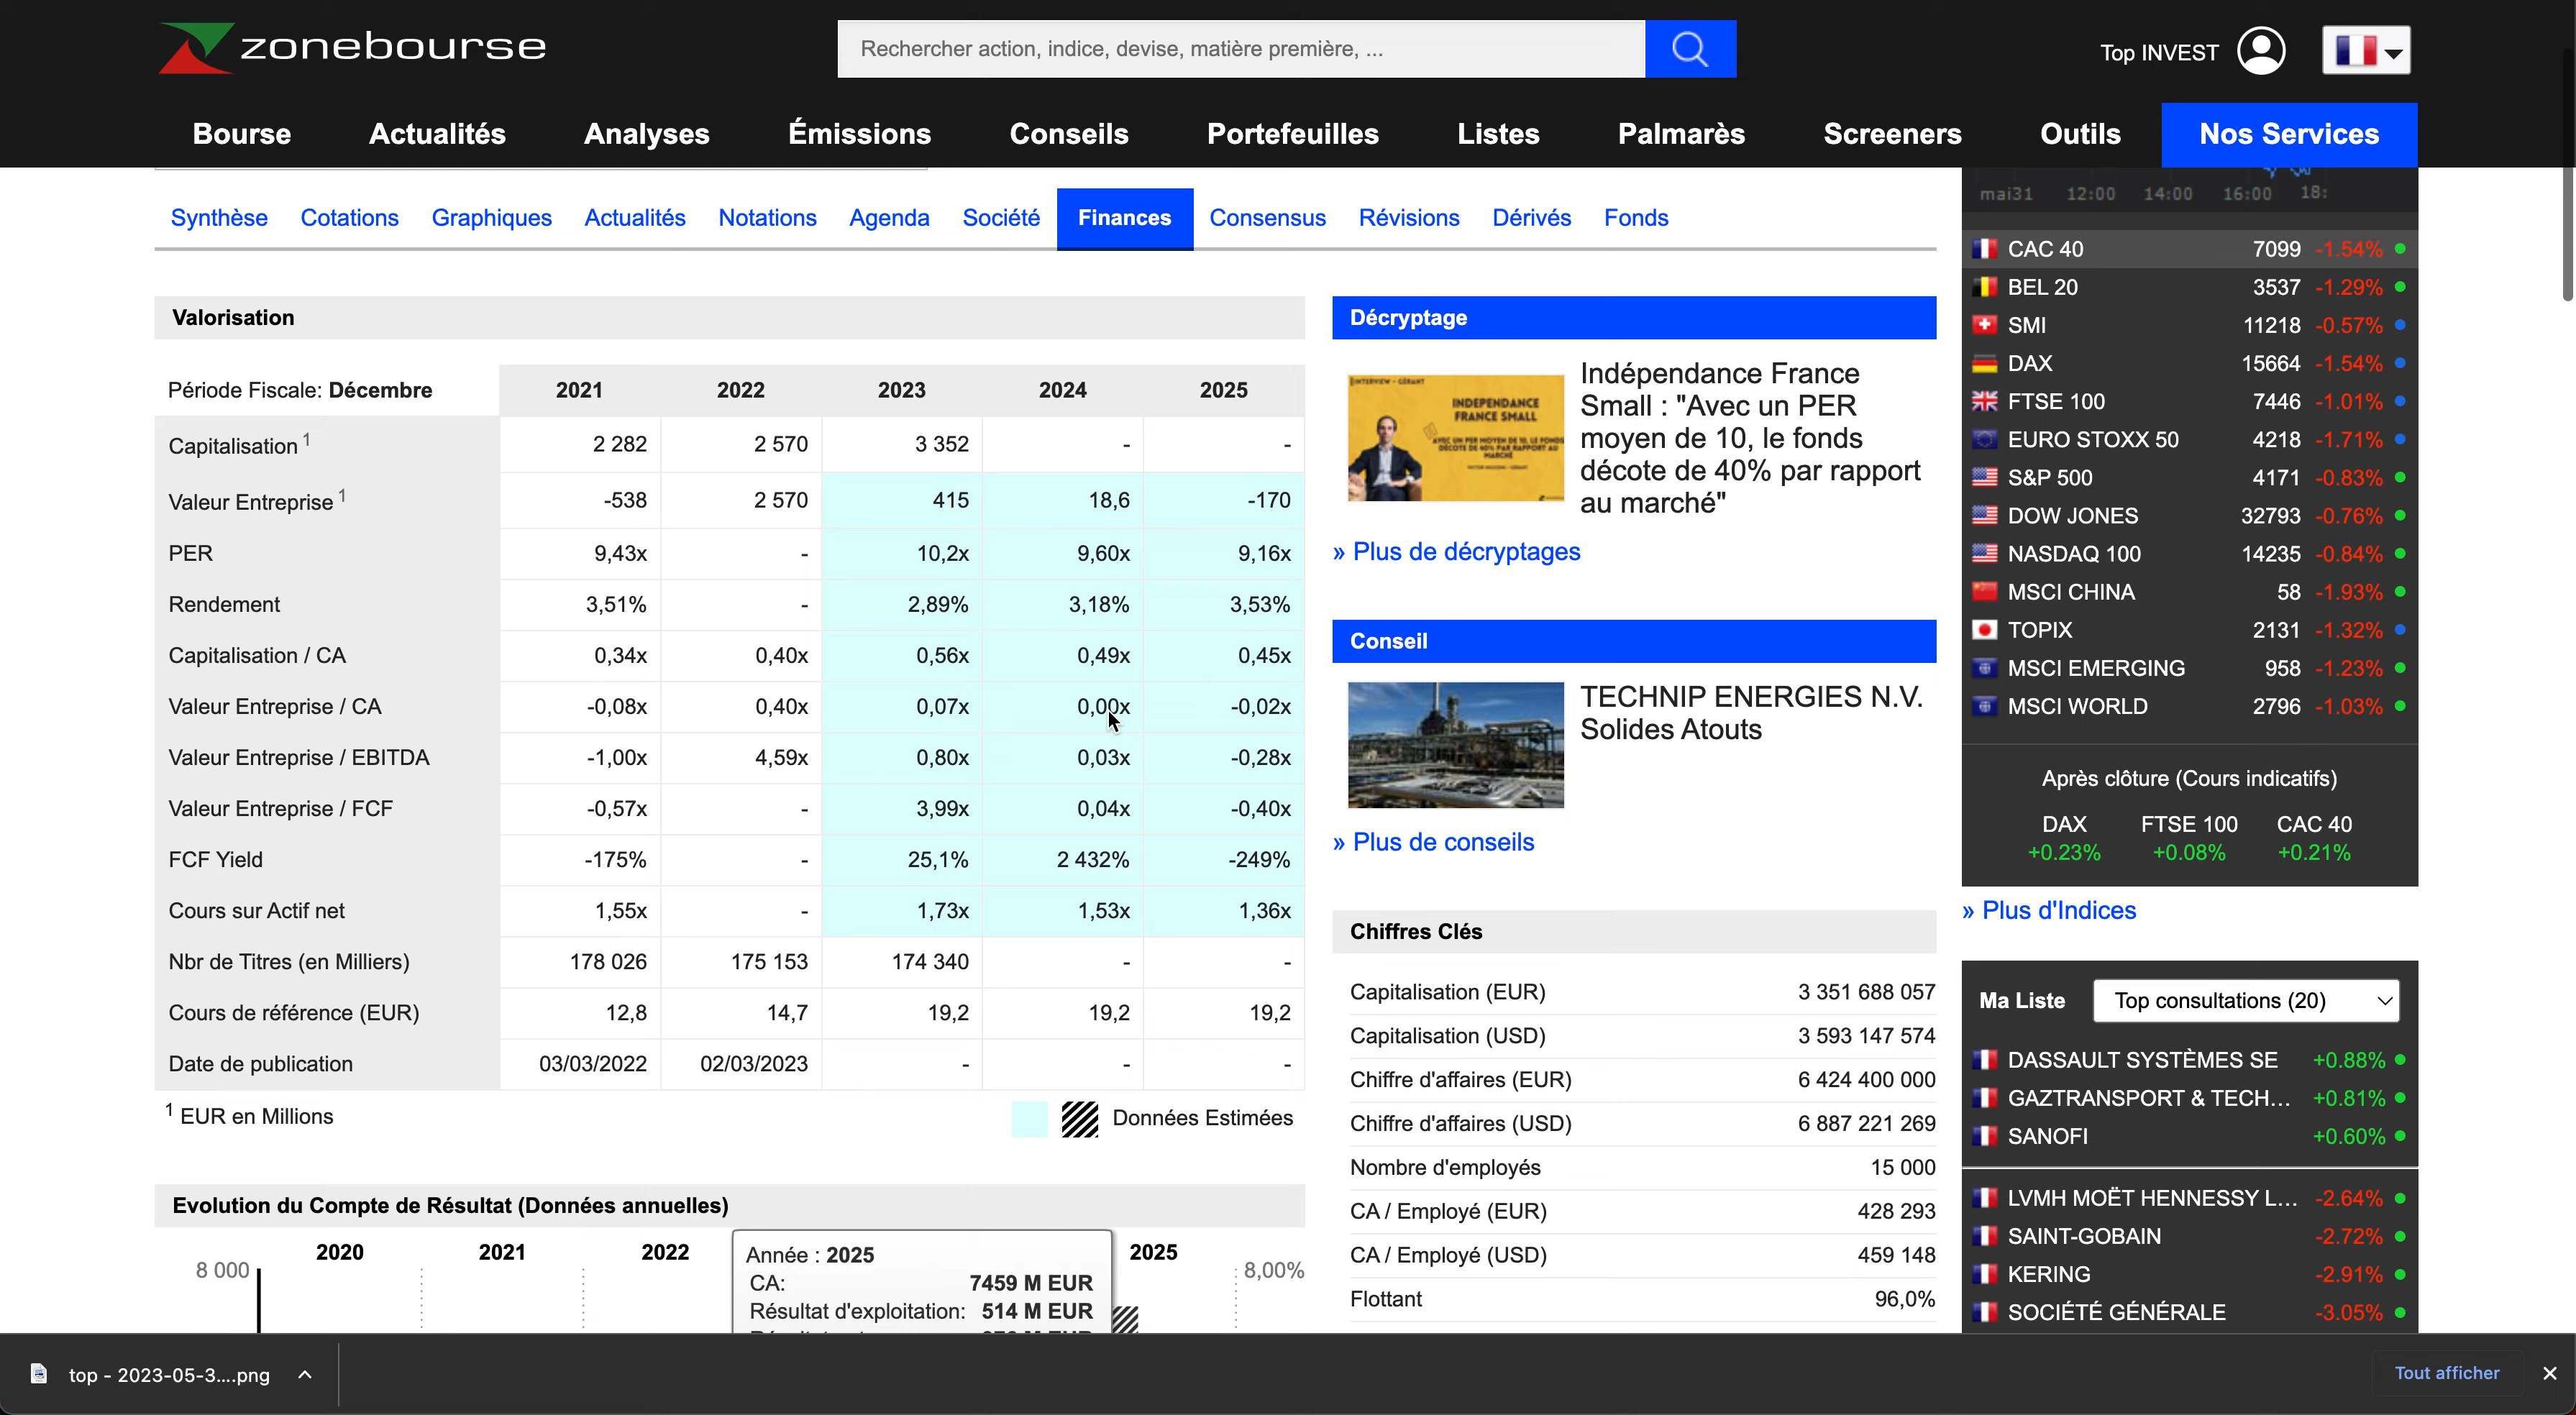 zonebourse
Rechercher action, indice, devise, matière première, ...
Top INVEST
Bourse Actualités Analyses Émissions Conseils Portefeuilles Listes Palmarès Screeners Outils Nos Services
Synthèse Cotations Graphiques Actualités Notations Agenda Société Finances Consensus Révisions Dérivés Fonds
Valorisation
Période Fiscale: Décembre 2021 2022 2023 2024 2025
Capitalisation 1 2 282 2 570 3 352 - -
Valeur Entreprise 1 -538 2 570 415 18,6 -170
PER 9,43x - 10,2x 9,60x 9,16x
Rendement 3,51% - 2,89% 3,18% 3,53%
Capitalisation / CA 0,34x 0,40x 0,56x 0,49x 0,45x
Valeur Entreprise / CA -0,08x 0,40x 0,07x 0,00x -0,02x
Valeur Entreprise / EBITDA -1,00x 4,59x 0,80x 0,03x -0,28x
Valeur Entreprise / FCF -0,57x - 3,99x 0,04x -0,40x
FCF Yield -175% - 25,1% 2 432% -249%
Cours sur Actif net 1,55x - 1,73x 1,53x 1,36x
Nbr de Titres (en Milliers) 178 026 175 153 174 340 - -
Cours de référence (EUR) 12,8 14,7 19,2 19,2 19,2
Date de publication 03/03/2022 02/03/2023 - - -
1 EUR en Millions
Données Estimées
Evolution du Compte de Résultat (Données annuelles)
2020 2021 2022 2025
8 000
8,00%
Année : 2025
CA: 7459 M EUR
Résultat d'exploitation: 514 M EUR
Décryptage
INTERVIEW - GÉRANT
INDEPENDANCE
FRANCE SMALL
Indépendance France
Small : "Avec un PER
moyen de 10, le fonds
décote de 40% par rapport
au marché"
» Plus de décryptages
Conseil
TECHNIP ENERGIES N.V.
Solides Atouts
» Plus de conseils
Chiffres Clés
Capitalisation (EUR) 3 351 688 057
Capitalisation (USD) 3 593 147 574
Chiffre d'affaires (EUR) 6 424 400 000
Chiffre d'affaires (USD) 6 887 221 269
Nombre d'employés 15 000
CA / Employé (EUR) 428 293
CA / Employé (USD) 459 148
Flottant 96,0%
mai31 12:00 14:00 16:00 18:
CAC 40 7099 -1.54%
BEL 20 3537 -1.29%
SMI 11218 -0.57%
DAX 15664 -1.54%
FTSE 100 7446 -1.01%
EURO STOXX 50 4218 -1.71%
S&P 500 4171 -0.83%
DOW JONES 32793 -0.76%
NASDAQ 100 14235 -0.84%
MSCI CHINA 58 -1.93%
TOPIX 2131 -1.32%
MSCI EMERGING 958 -1.23%
MSCI WORLD 2796 -1.03%
Après clôture (Cours indicatifs)
DAX FTSE 100 CAC 40
+0.23% +0.08% +0.21%
» Plus d'Indices
Ma Liste Top consultations (20)
DASSAULT SYSTÈMES SE +0.88%
GAZTRANSPORT & TECH... +0.81%
SANOFI +0.60%
LVMH MOËT HENNESSY L... -2.64%
SAINT-GOBAIN -2.72%
KERING -2.91%
SOCIÉTÉ GÉNÉRALE -3.05%
top - 2023-05-3....png
Tout afficher